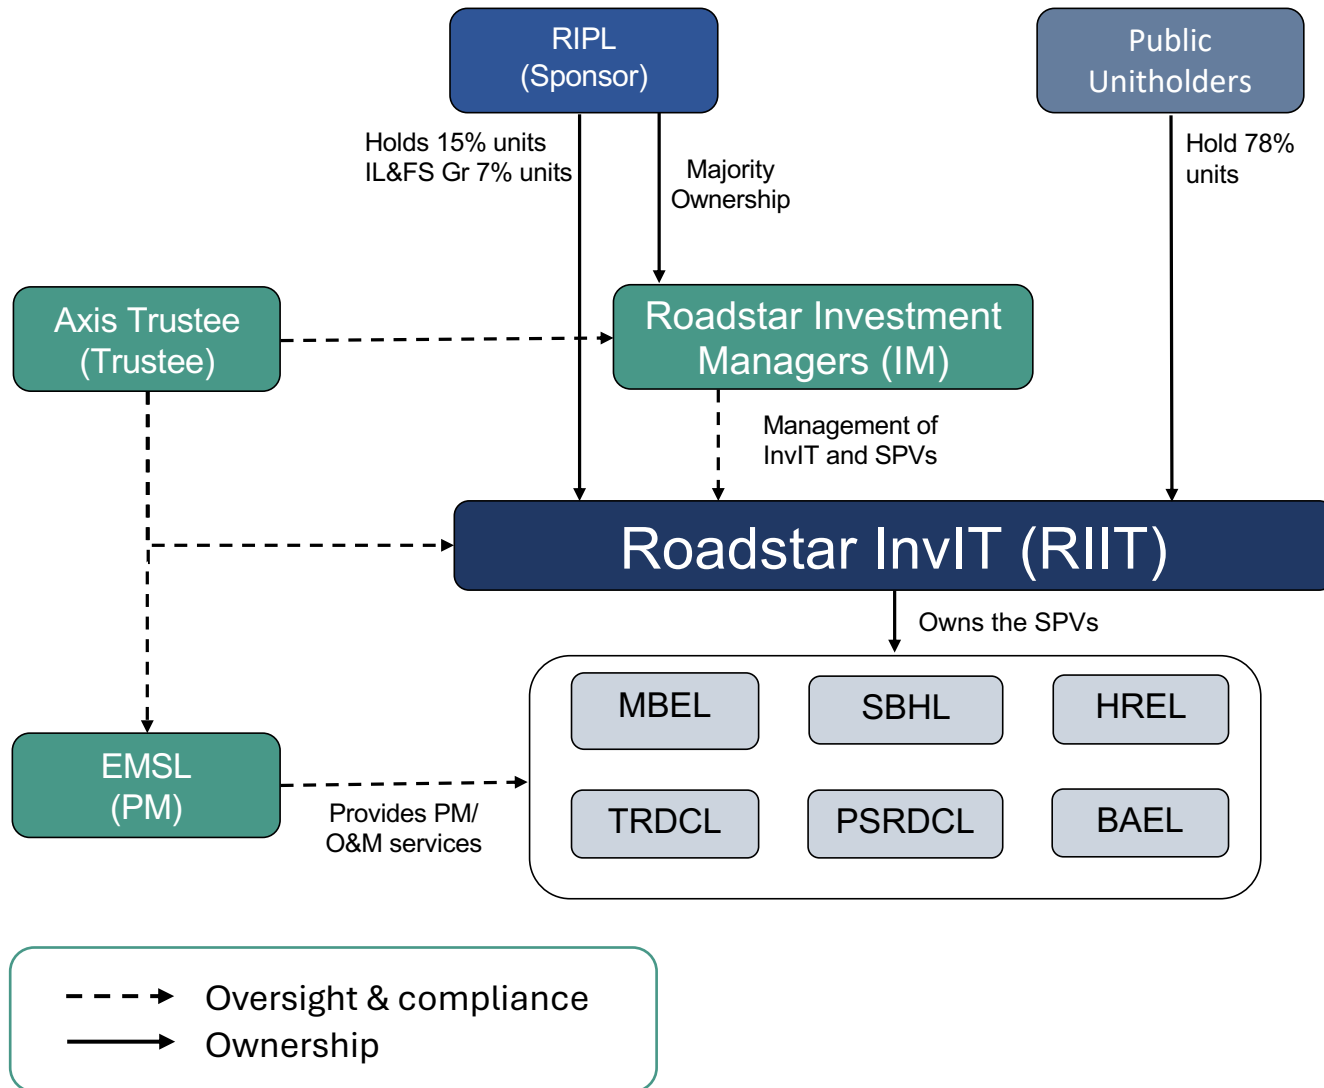 RIPL
(Sponsor)
Public
Unitholders
Holds 15% units
IL&FS Gr 7% units
Majority
Ownership
Hold 78%
units
Axis Trustee
(Trustee)
Roadstar Investment
Managers (IM)
Management of
InvIT and SPVs
Roadstar InvIT (RIIT)
Owns the SPVs
MBEL
SBHL
HREL
EMSL
(PM)
Provides PM/
O&M services
TRDCL
PSRDCL
BAEL
Oversight & compliance
Ownership